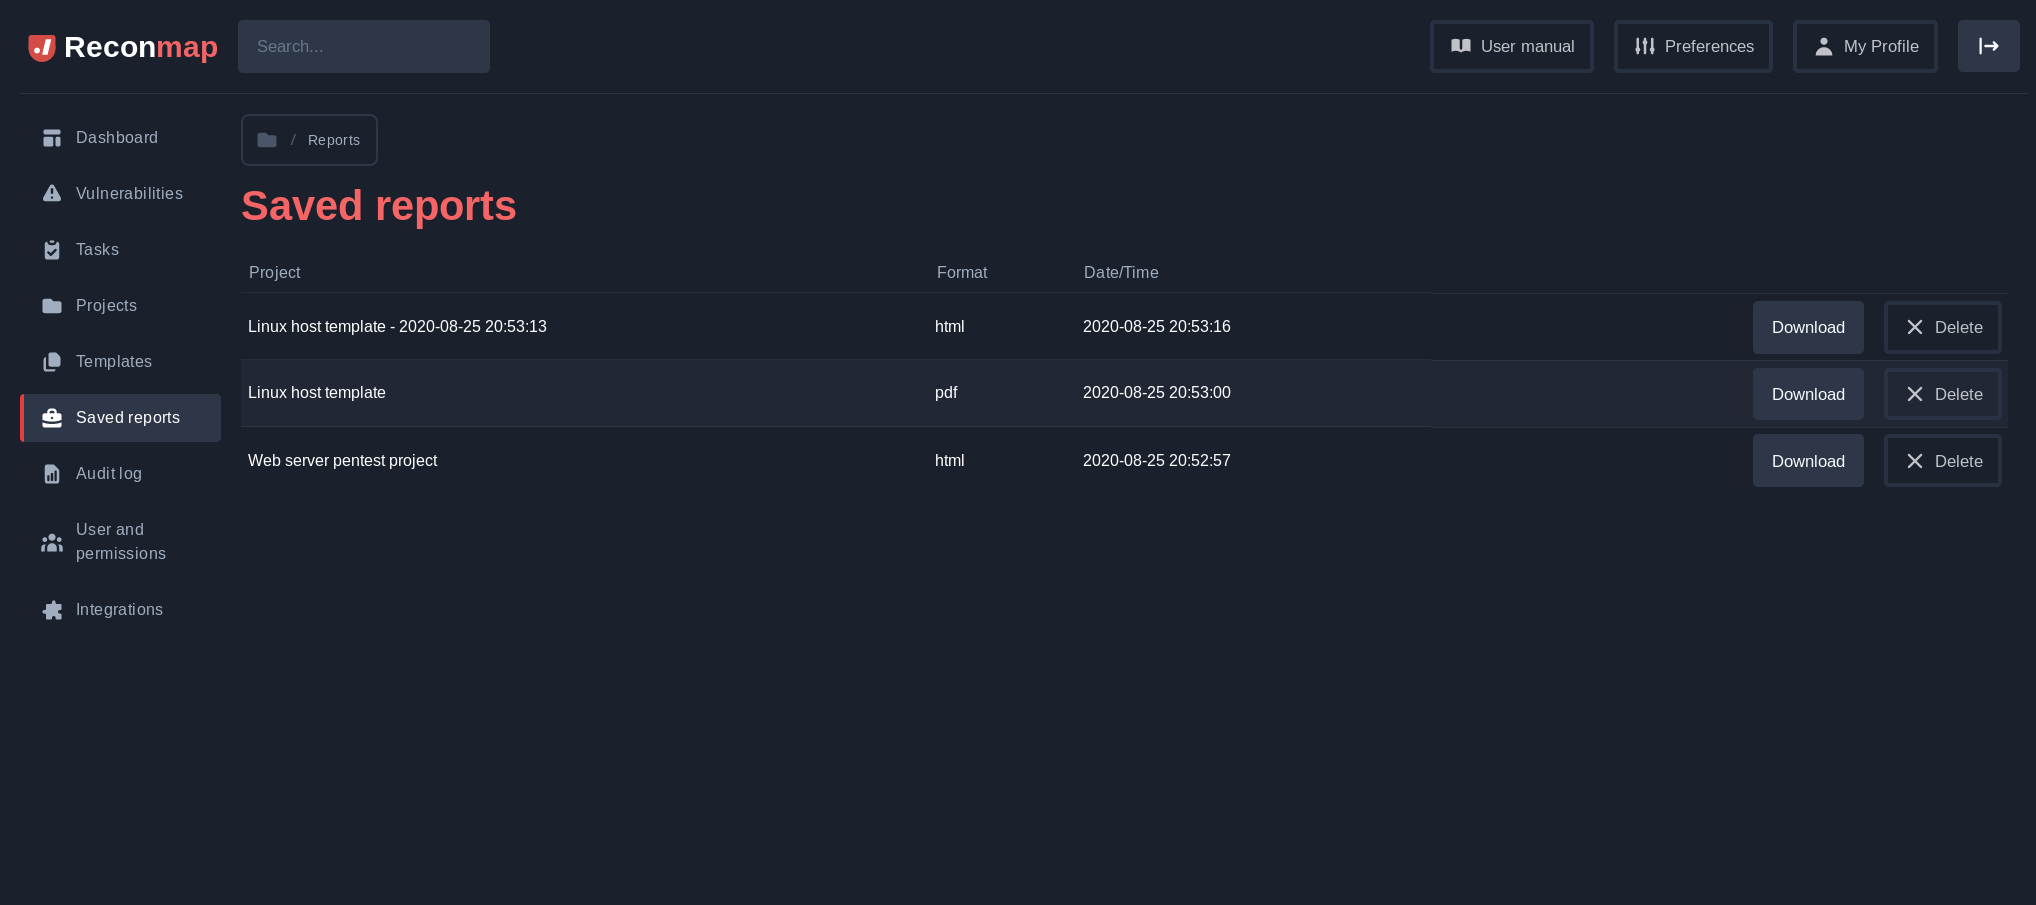 Reconmap
Search...
User manual
Preferences
My Profile
Dashboard
Vulnerabilities
Tasks
Projects
Templates
Saved reports
Audit log
User and
permissions
Integrations
/ Reports
Saved reports
Project Format Date/Time
Linux host template - 2020-08-25 20:53:13 html 2020-08-25 20:53:16 Download Delete
Linux host template pdf 2020-08-25 20:53:00 Download Delete
Web server pentest project html 2020-08-25 20:52:57 Download Delete